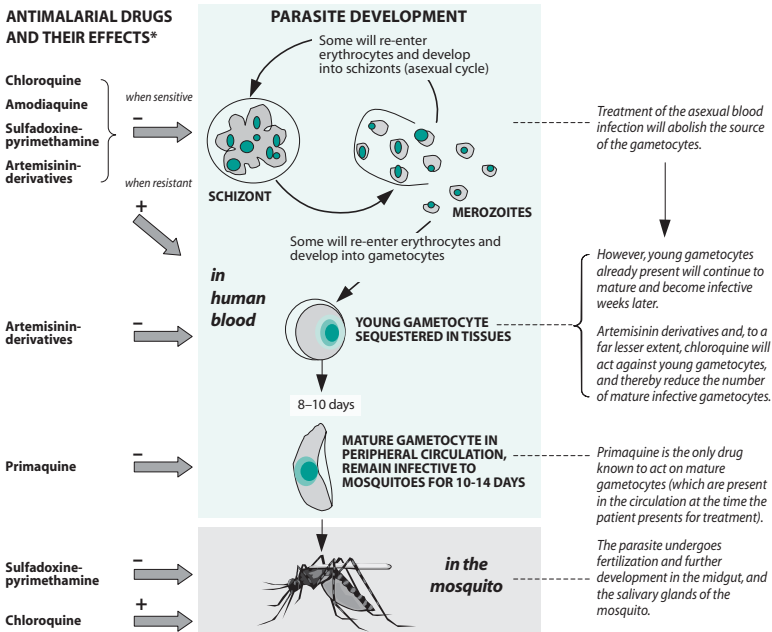 ANTIMALARIAL DRUGS
AND THEIR EFFECTS*
PARASITE DEVELOPMENT
Some will re-enter
erythrocytes and develop
into schizonts (asexual cycle)
Chloroquine
Amodiaquine
Sulfadoxine-
pyrimethamine
Artemisinin-
derivatives
when sensitive
–
when resistant
+
SCHIZONT
MEROZOITES
Treatment of the asexual blood
infection will abolish the source
of the gametocytes.
Some will re-enter erythrocytes and
develop into gametocytes
in
human
blood
However, young gametocytes
already present will continue to
mature and become infective
weeks later.
Artemisinin-
derivatives
–
YOUNG GAMETOCYTE
SEQUESTERED IN TISSUES
Artemisinin derivatives and, to a
far lesser extent, chloroquine will
act against young gametocytes,
and thereby reduce the number
of mature infective gametocytes.
8–10 days
Primaquine
–
MATURE GAMETOCYTE IN
PERIPHERAL CIRCULATION,
REMAIN INFECTIVE TO
MOSQUITOES FOR 10-14 DAYS
Primaquine is the only drug
known to act on mature
gametocytes (which are present
in the circulation at the time the
patient presents for treatment).
Sulfadoxine-
pyrimethamine
–
Chloroquine
+
in the
mosquito
The parasite undergoes
fertilization and further
development in the midgut, and
the salivary glands of the
mosquito.